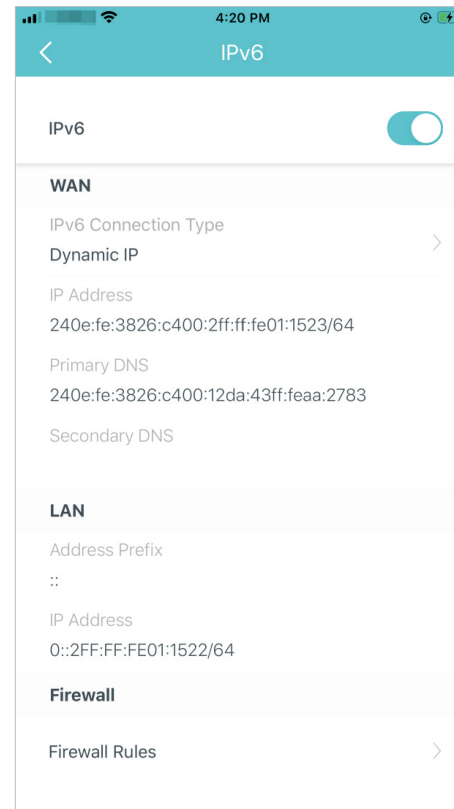 4:20 PM
IPv6
IPv6
WAN
IPv6 Connection Type
Dynamic IP
IP Address
240e:fe:3826:c400:2ff:ff:fe01:1523/64
Primary DNS
240e:fe:3826:c400:12da:43ff:feaa:2783
Secondary DNS
LAN
Address Prefix
::
IP Address
0::2FF:FF:FE01:1522/64
Firewall
Firewall Rules